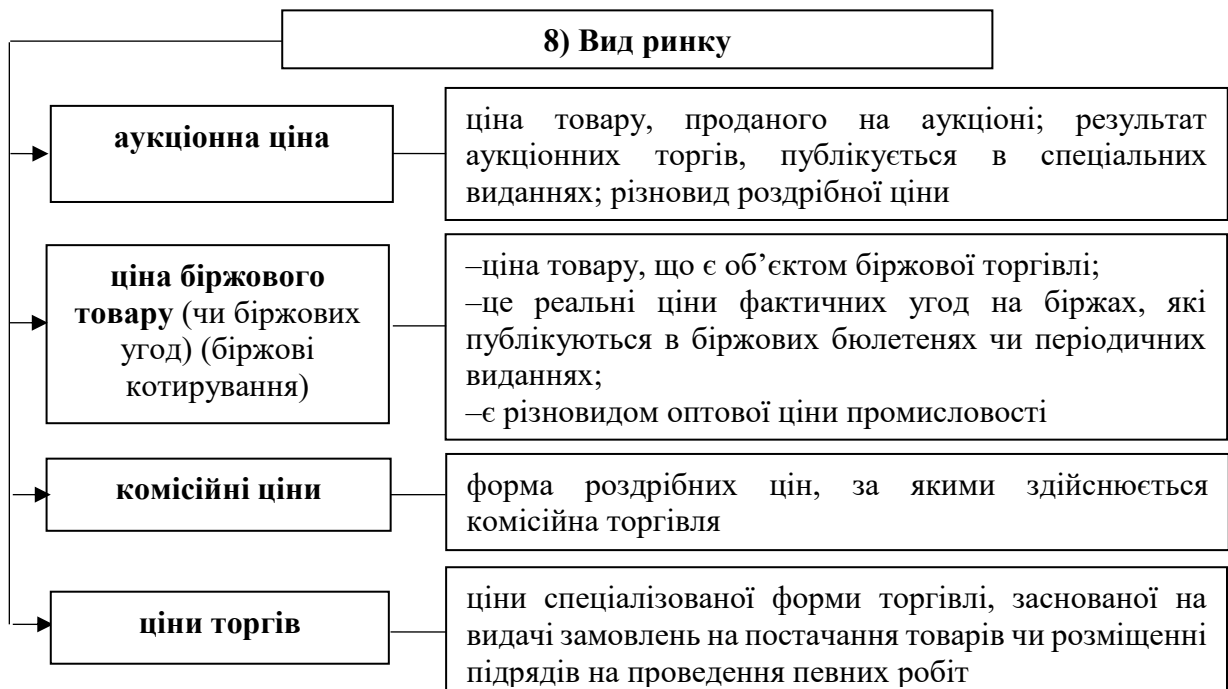 8) Вид ринку
аукціонна ціна
ціна товару, проданого на аукціоні; результат
аукціонних торгів, публікується в спеціальних
виданнях; різновид роздрібної ціни
ціна біржового
товару (чи біржових
угод) (біржові
котирування)
–ціна товару, що є об’єктом біржової торгівлі;
–це реальні ціни фактичних угод на біржах, які
публікуються в біржових бюлетенях чи періодичних
виданнях;
–є різновидом оптової ціни промисловості
комісійні ціни
форма роздрібних цін, за якими здійснюється
комісійна торгівля
ціни торгів
ціни спеціалізованої форми торгівлі, заснованої на
видачі замовлень на постачання товарів чи розміщенні
підрядів на проведення певних робіт